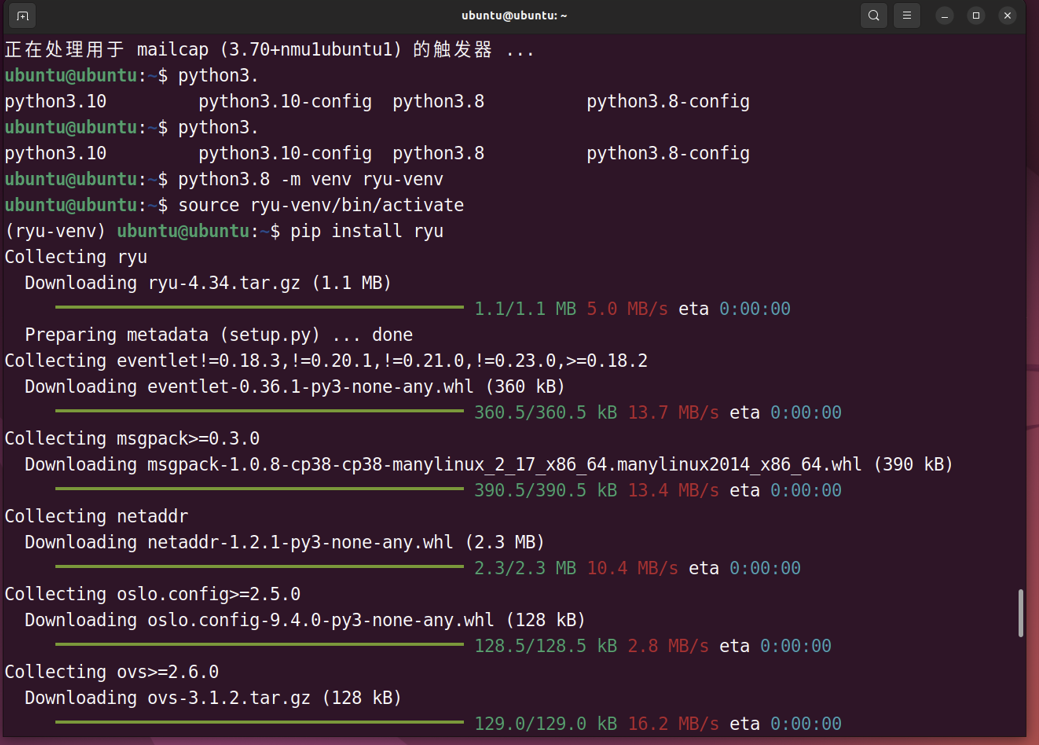 ubuntu@ubuntu: ~
正在处理用于 mailcap (3.70+nmu1ubuntu1) 的触发器 ...
ubuntu@ubuntu:~$ python3.
python3.10         python3.10-config  python3.8          python3.8-config
ubuntu@ubuntu:~$ python3.
python3.10         python3.10-config  python3.8          python3.8-config
ubuntu@ubuntu:~$ python3.8 -m venv ryu-venv
ubuntu@ubuntu:~$ source ryu-venv/bin/activate
(ryu-venv) ubuntu@ubuntu:~$ pip install ryu
Collecting ryu
  Downloading ryu-4.34.tar.gz (1.1 MB)
1.1/1.1 MB 5.0 MB/s eta 0:00:00
  Preparing metadata (setup.py) ... done
Collecting eventlet!=0.18.3,!=0.20.1,!=0.21.0,!=0.23.0,>=0.18.2
  Downloading eventlet-0.36.1-py3-none-any.whl (360 kB)
360.5/360.5 kB 13.7 MB/s eta 0:00:00
Collecting msgpack>=0.3.0
  Downloading msgpack-1.0.8-cp38-cp38-manylinux_2_17_x86_64.manylinux2014_x86_64.whl (390 kB)
390.5/390.5 kB 13.4 MB/s eta 0:00:00
Collecting netaddr
  Downloading netaddr-1.2.1-py3-none-any.whl (2.3 MB)
2.3/2.3 MB 10.4 MB/s eta 0:00:00
Collecting oslo.config>=2.5.0
  Downloading oslo.config-9.4.0-py3-none-any.whl (128 kB)
128.5/128.5 kB 2.8 MB/s eta 0:00:00
Collecting ovs>=2.6.0
  Downloading ovs-3.1.2.tar.gz (128 kB)
129.0/129.0 kB 16.2 MB/s eta 0:00:00